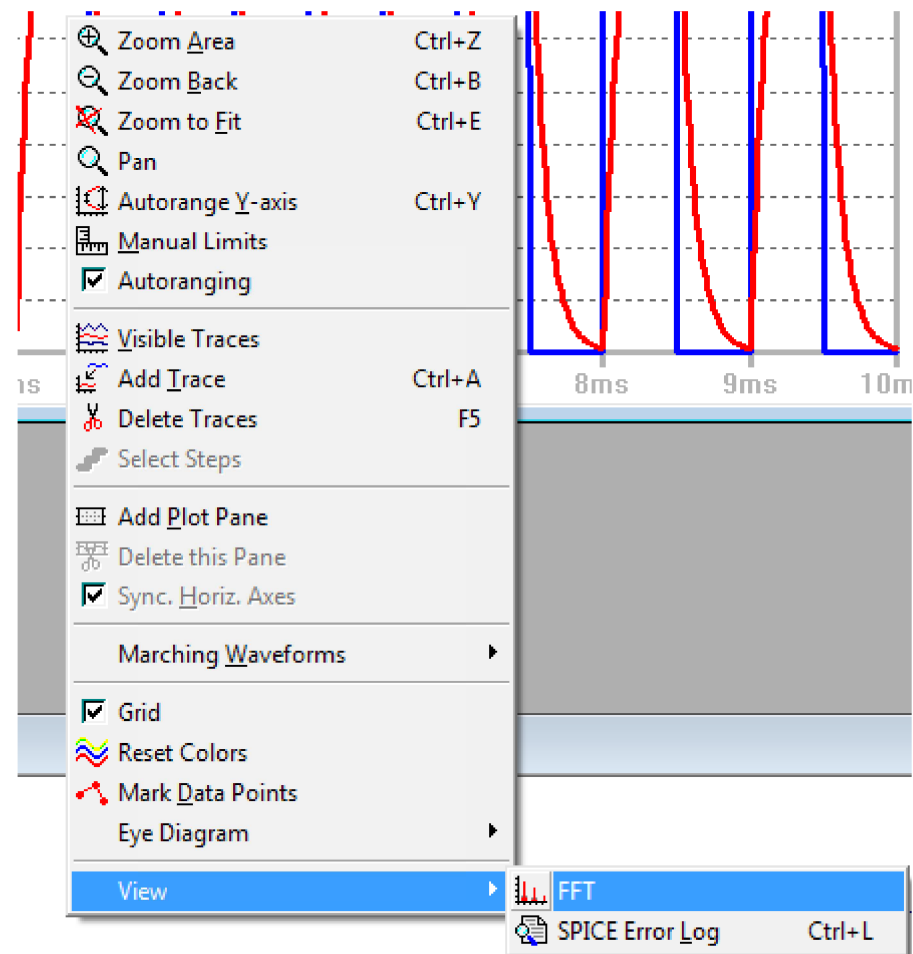 Zoom Area Ctrl+Z
Zoom Back Ctrl+B
Zoom to Fit Ctrl+E
Pan
Autorange Y-axis Ctrl+Y
Manual Limits
Autoranging
Visible Traces
Add Trace Ctrl+A
Delete Traces F5
Select Steps
ns 8ms 9ms 10m
Add Plot Pane
Delete this Pane
Sync. Horiz. Axes
Marching Waveforms
Grid
Reset Colors
Mark Data Points
Eye Diagram
View
FFT
SPICE Error Log Ctrl+L